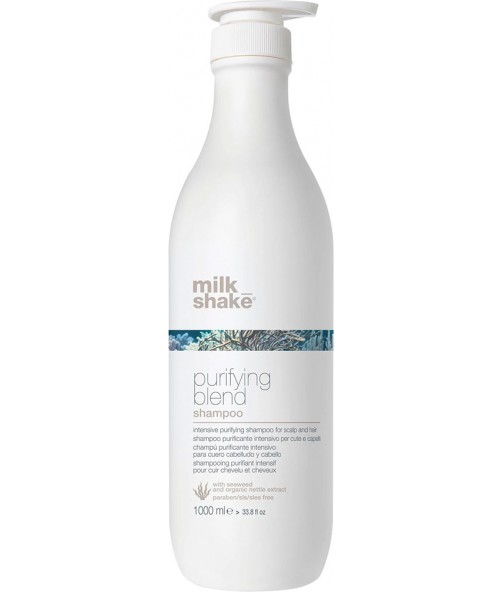 milk
shake®
purifying
blend
shampoo
intensive purifying shampoo for scalp and hair
shampoo purificante intensivo per cute e capelli
champú purificante intensivo
para cuero cabelludo y cabello
shampooing purifiant intensif
pour cuir chevelu et cheveux
with seaweed
and organic nettle extract
paraben/sls/sles free
1000 ml e > 33.8 fl oz